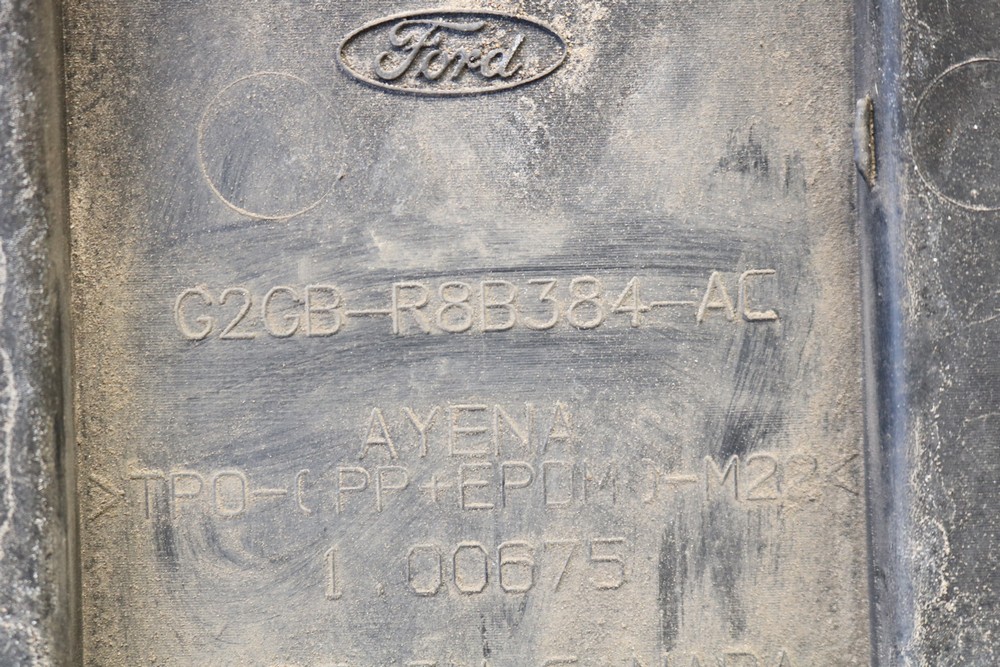 Ford
G2GB-R8B384-AC
AYENA
>TPO-(PP+EPDM)-M22<
1.00675